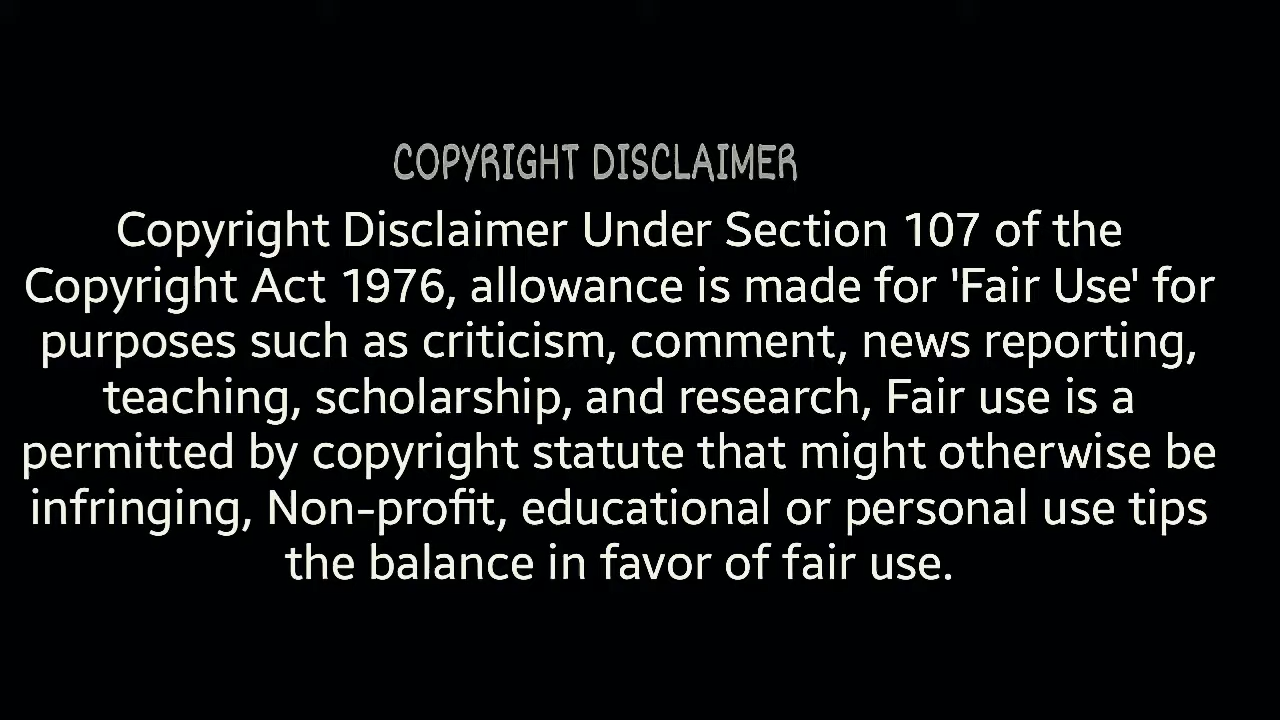 COPYRIGHT DISCLAIMER
Copyright Disclaimer Under Section 107 of the
Copyright Act 1976, allowance is made for 'Fair Use' for
purposes such as criticism, comment, news reporting,
teaching, scholarship, and research, Fair use is a
permitted by copyright statute that might otherwise be
infringing, Non-profit, educational or personal use tips
the balance in favor of fair use.